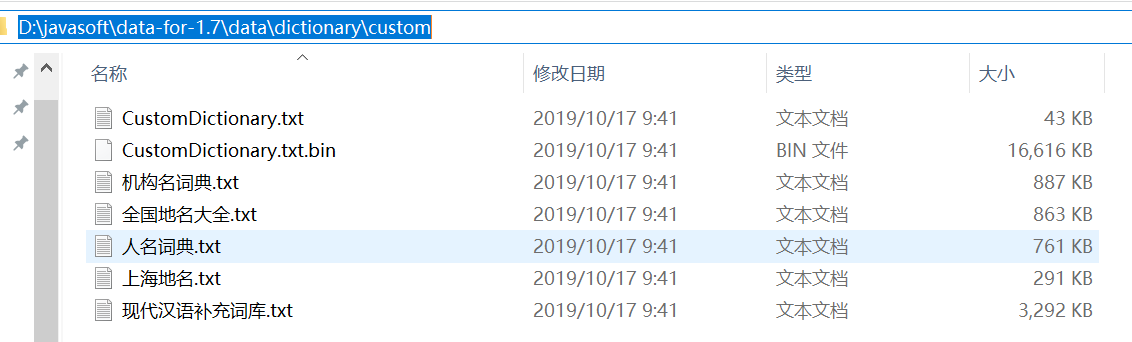 D:\javasoft\data-for-1.7\data\dictionary\custom
名称 修改日期 类型 大小
CustomDictionary.txt 2019/10/17 9:41 文本文档 43 KB
CustomDictionary.txt.bin 2019/10/17 9:41 BIN 文件 16,616 KB
机构名词典.txt 2019/10/17 9:41 文本文档 887 KB
全国地名大全.txt 2019/10/17 9:41 文本文档 863 KB
人名词典.txt 2019/10/17 9:41 文本文档 761 KB
上海地名.txt 2019/10/17 9:41 文本文档 291 KB
现代汉语补充词库.txt 2019/10/17 9:41 文本文档 3,292 KB